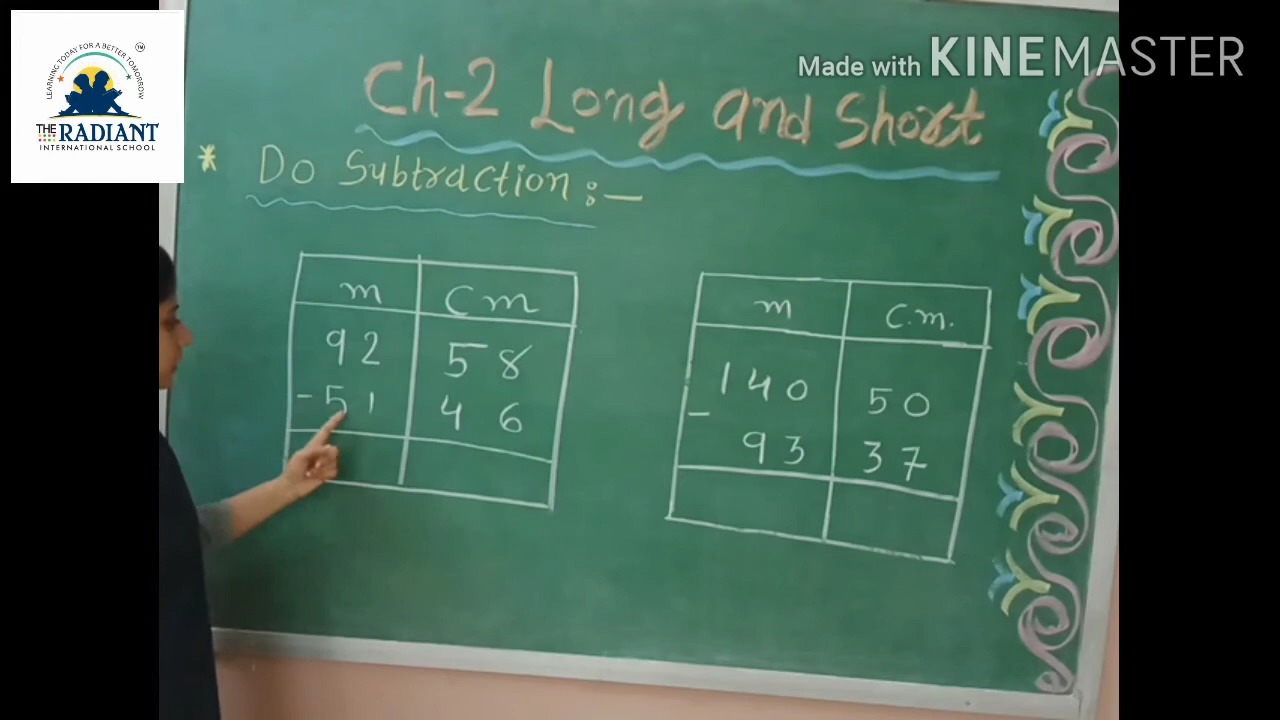 LEARNING TODAY FOR A BETTER TOMORROW
TM
THE RADIANT
INTERNATIONAL SCHOOL
Made with KINEMASTER
Ch-2 Long and Short
* Do Subtraction :-
m cm
92 58
- 51 46
m c.m.
140 50
-
93 37